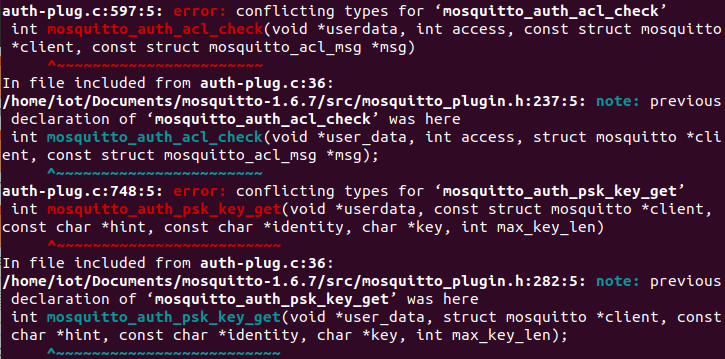 auth-plug.c:597:5: error: conflicting types for ‘mosquitto_auth_acl_check’
int mosquitto_auth_acl_check(void *userdata, int access, const struct mosquitto
*client, const struct mosquitto_acl_msg *msg)
^~~~~~~~~~~~~~~~~~~~~~~~
In file included from auth-plug.c:36:
/home/iot/Documents/mosquitto-1.6.7/src/mosquitto_plugin.h:237:5: note: previous
declaration of ‘mosquitto_auth_acl_check’ was here
int mosquitto_auth_acl_check(void *user_data, int access, struct mosquitto *cli
ent, const struct mosquitto_acl_msg *msg);
^~~~~~~~~~~~~~~~~~~~~~~~
auth-plug.c:748:5: error: conflicting types for ‘mosquitto_auth_psk_key_get’
int mosquitto_auth_psk_key_get(void *userdata, const struct mosquitto *client,
const char *hint, const char *identity, char *key, int max_key_len)
^~~~~~~~~~~~~~~~~~~~~~~~~~
In file included from auth-plug.c:36:
/home/iot/Documents/mosquitto-1.6.7/src/mosquitto_plugin.h:282:5: note: previous
declaration of ‘mosquitto_auth_psk_key_get’ was here
int mosquitto_auth_psk_key_get(void *user_data, struct mosquitto *client, const
char *hint, const char *identity, char *key, int max_key_len);
^~~~~~~~~~~~~~~~~~~~~~~~~~